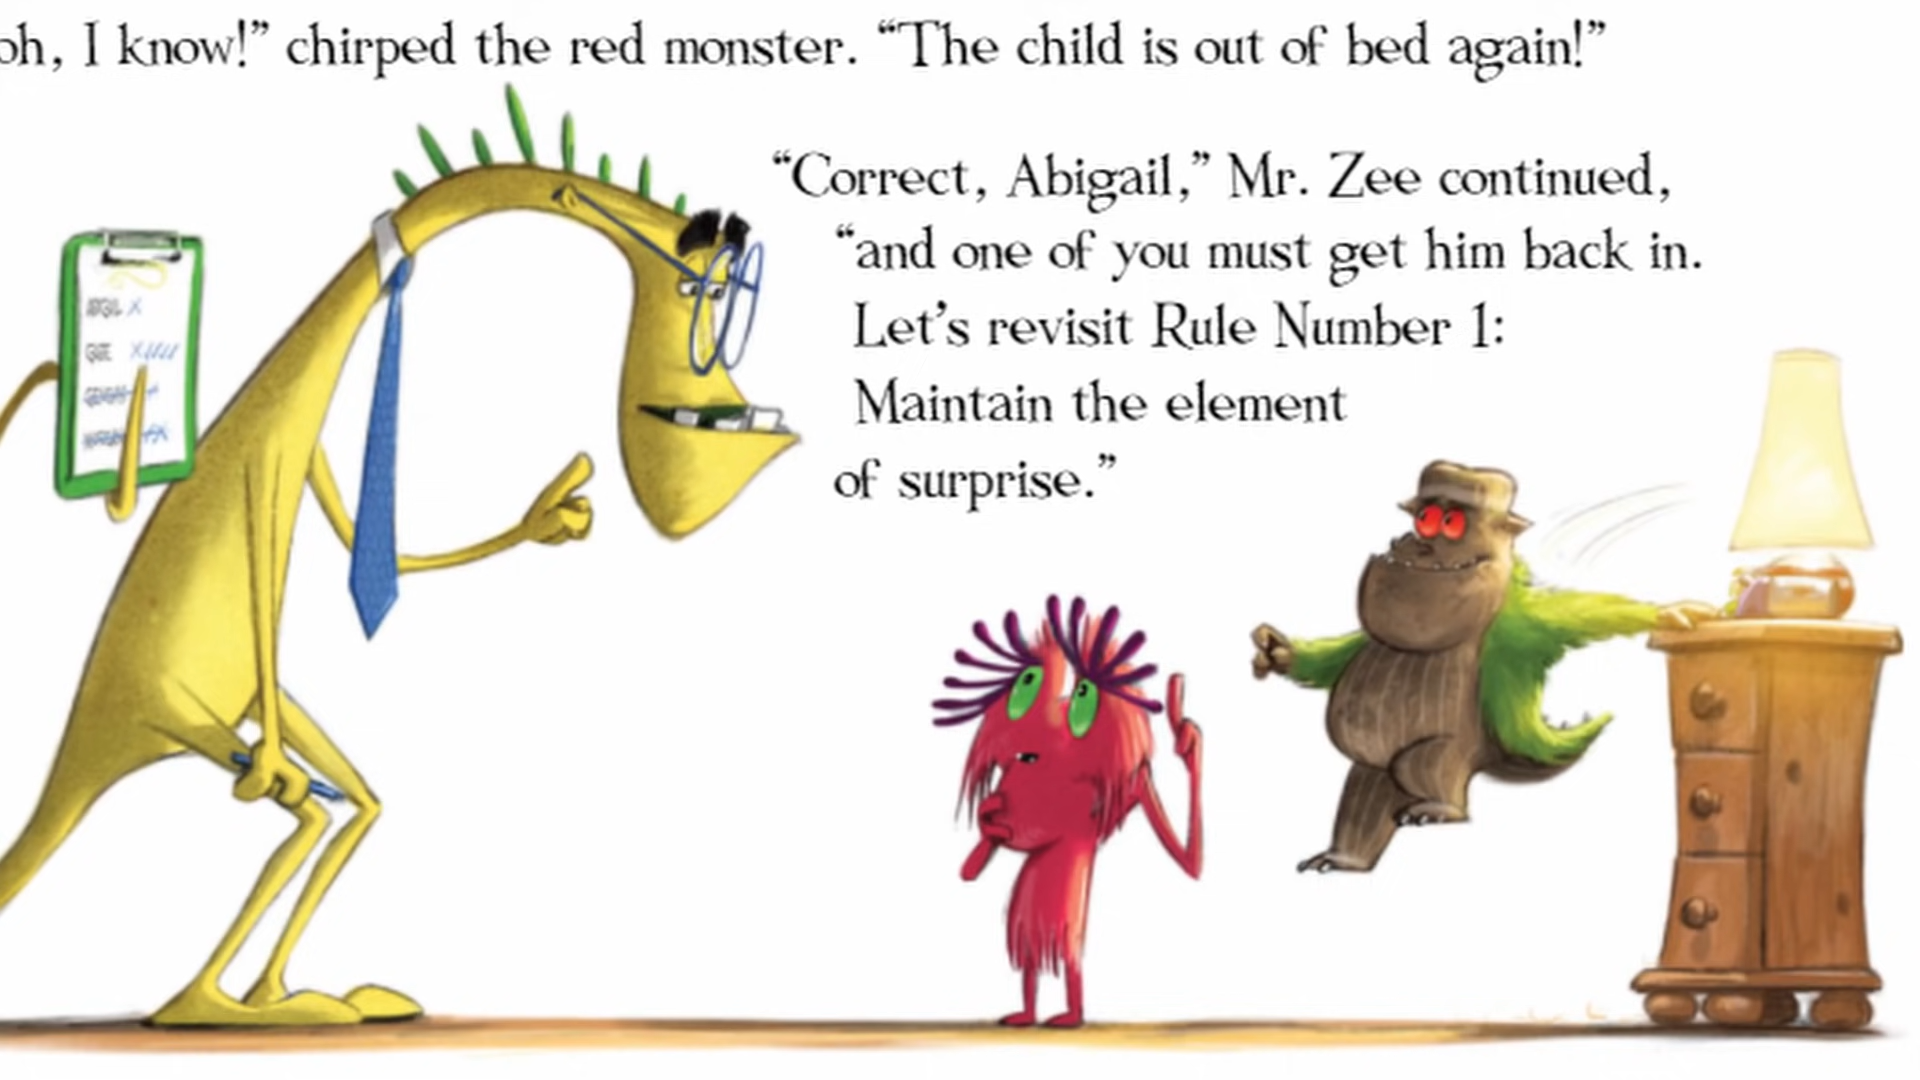 oh, I know!” chirped the red monster. “The child is out of bed again!”
“Correct, Abigail,” Mr. Zee continued,
“and one of you must get him back in.
Let’s revisit Rule Number 1:
Maintain the element
of surprise.”